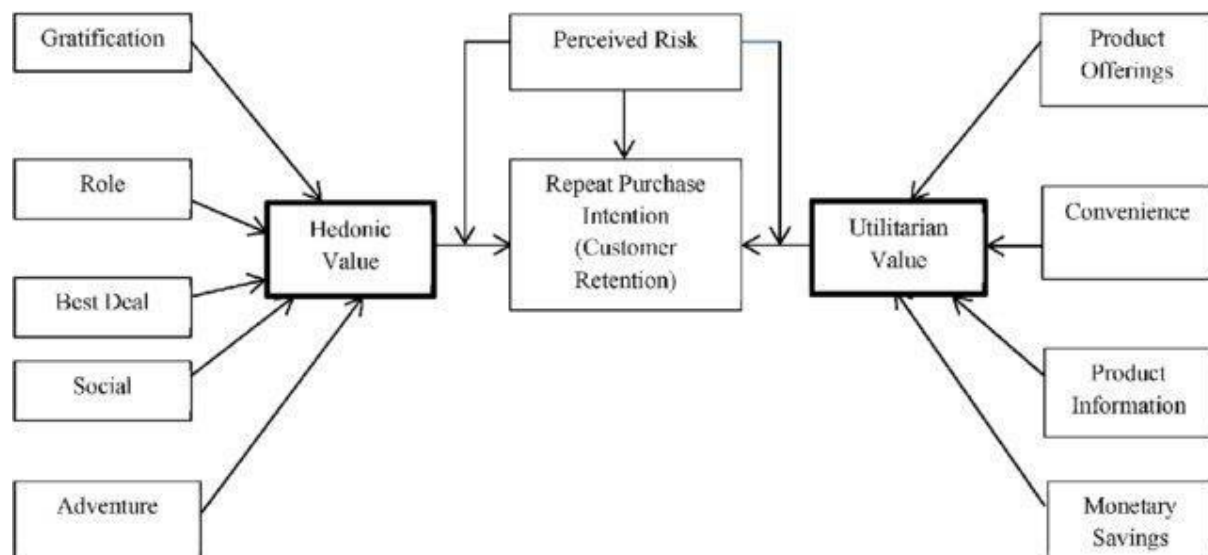 Gratification
Perceived Risk
Product
Offerings
Role
Repeat Purchase
Intention
(Customer
Retention)
Hedonic
Value
Utilitarian
Value
Convenience
Best Deal
Social
Product
Information
Adventure
Monetary
Savings